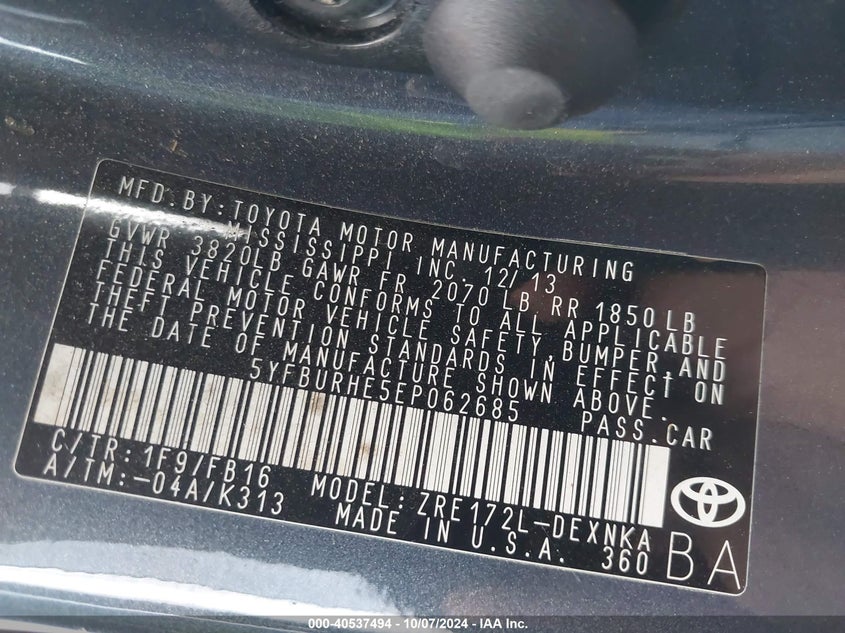 MFD.BY:TOYOTA MOTOR MANUFACTURING
MISSISSIPPI INC. 12/13
GVWR 3820LB GAWR FR 2070 LB RR 1850LB
THIS VEHICLE CONFORMS TO ALL APPLICABLE
FEDERAL MOTOR VEHICLE SAFETY,BUMPER,AND
THEFT PREVENTION STANDARDS IN EFFECT ON
THE DATE OF MANUFACTURE SHOWN ABOVE.
5YFBURHE5EP062685 PASS.CAR
C/TR: 1F9/FB16 MODEL: ZRE172L-DEXNKA
A/TM:-04A/K313 MADE IN U.S.A. 360
BA
000-40537494 - 10/07/2024 - IAA Inc.